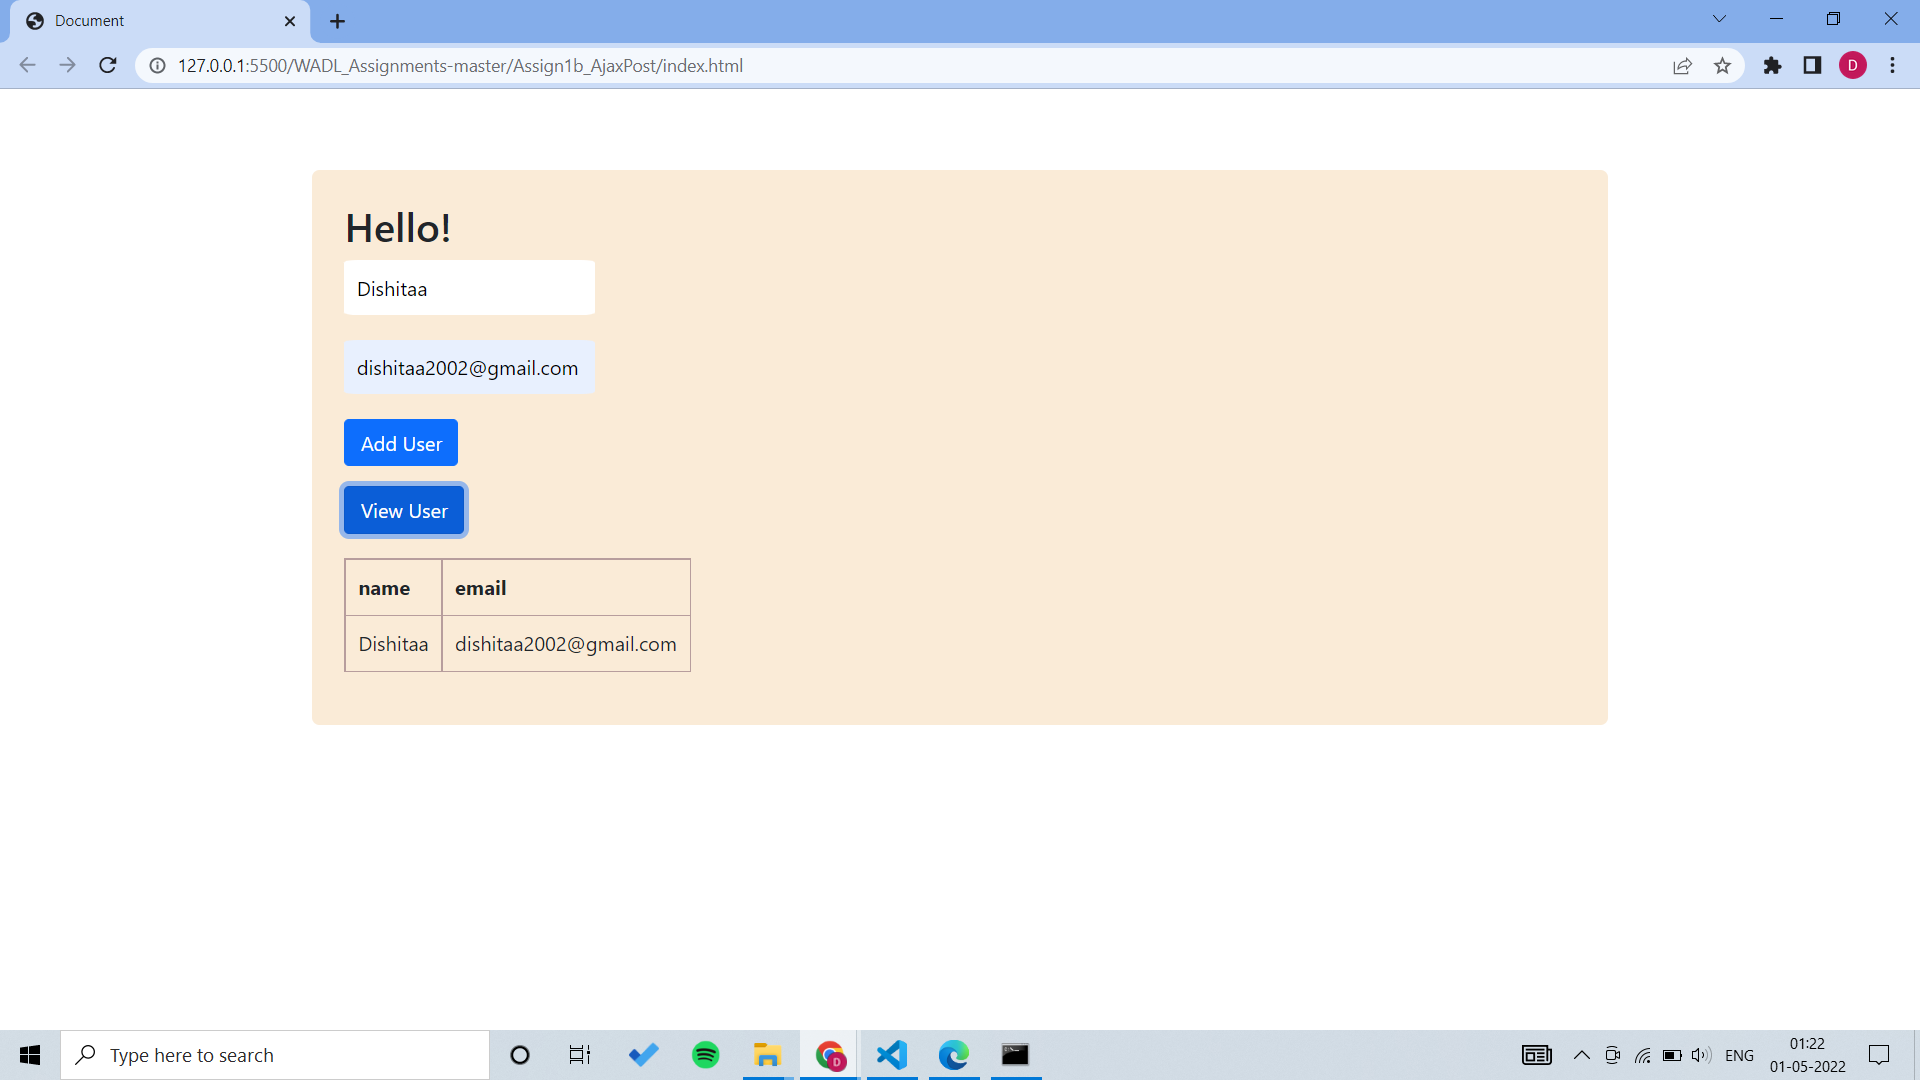 Document
127.0.0.1:5500/WADL_Assignments-master/Assign1b_AjaxPost/index.html
D
Hello!
Dishitaa
dishitaa2002@gmail.com
Add User
View User
name email
Dishitaa dishitaa2002@gmail.com
Type here to search
D
ENG
01:22
01-05-2022